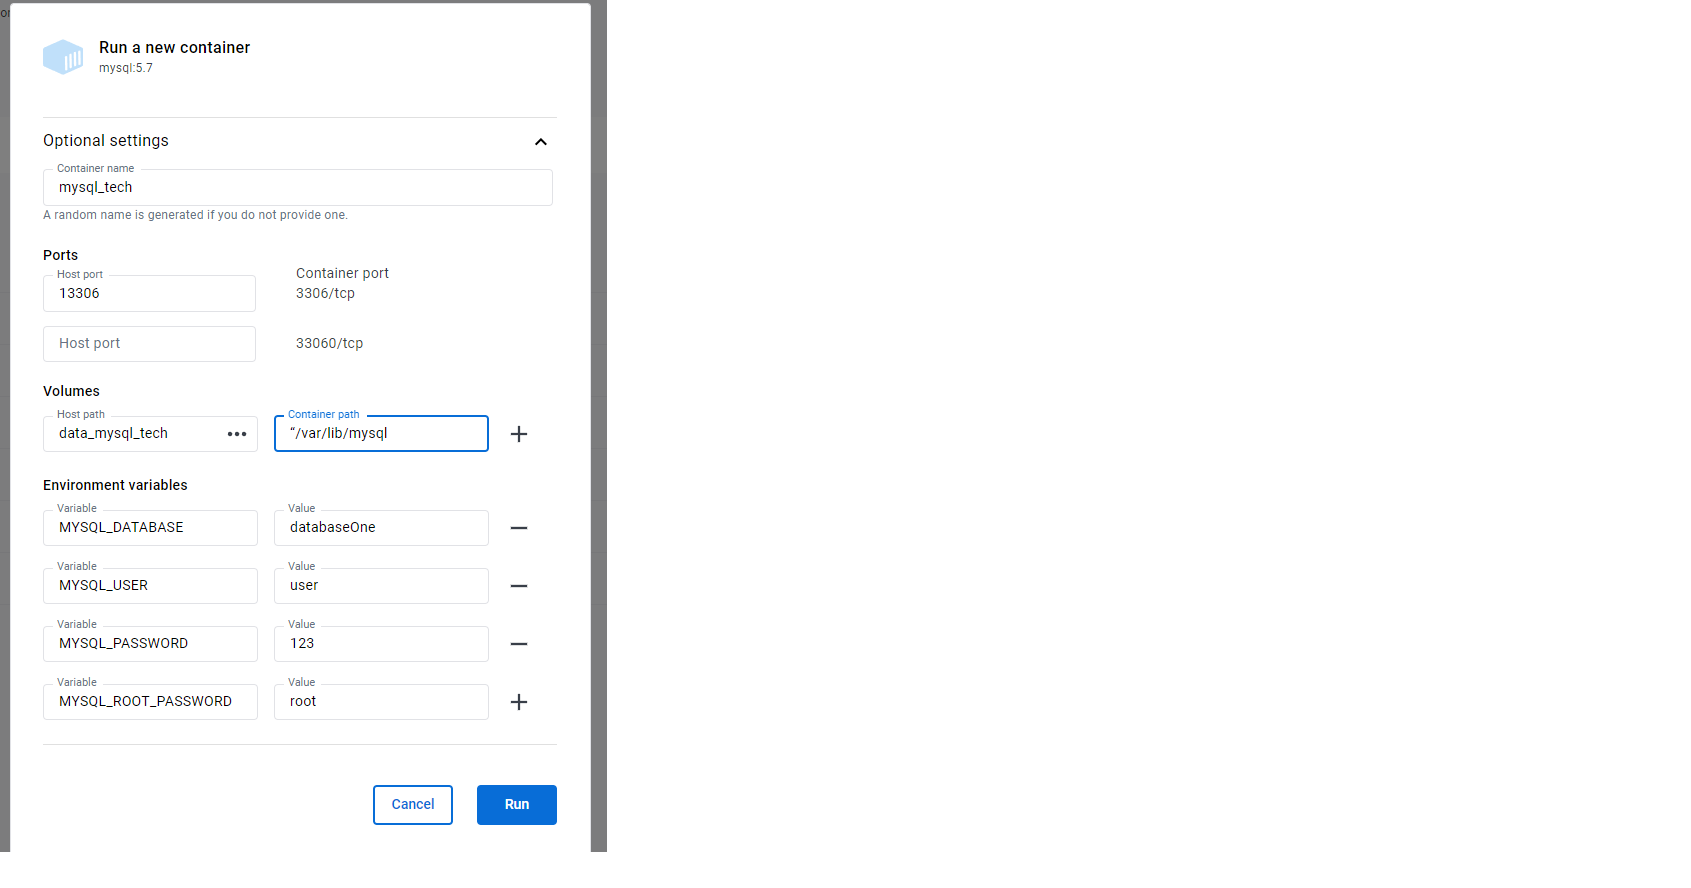 or
Run a new container
mysql:5.7
Optional settings
Container name
mysql_tech
A random name is generated if you do not provide one.
Ports
Host port
Container port
13306
3306/tcp
Host port
33060/tcp
Volumes
Host path
Container path
data_mysql_tech
“/var/lib/mysql
Environment variables
Variable
Value
MYSQL_DATABASE
databaseOne
Variable
Value
MYSQL_USER
user
Variable
Value
MYSQL_PASSWORD
123
Variable
Value
MYSQL_ROOT_PASSWORD
root
Cancel
Run